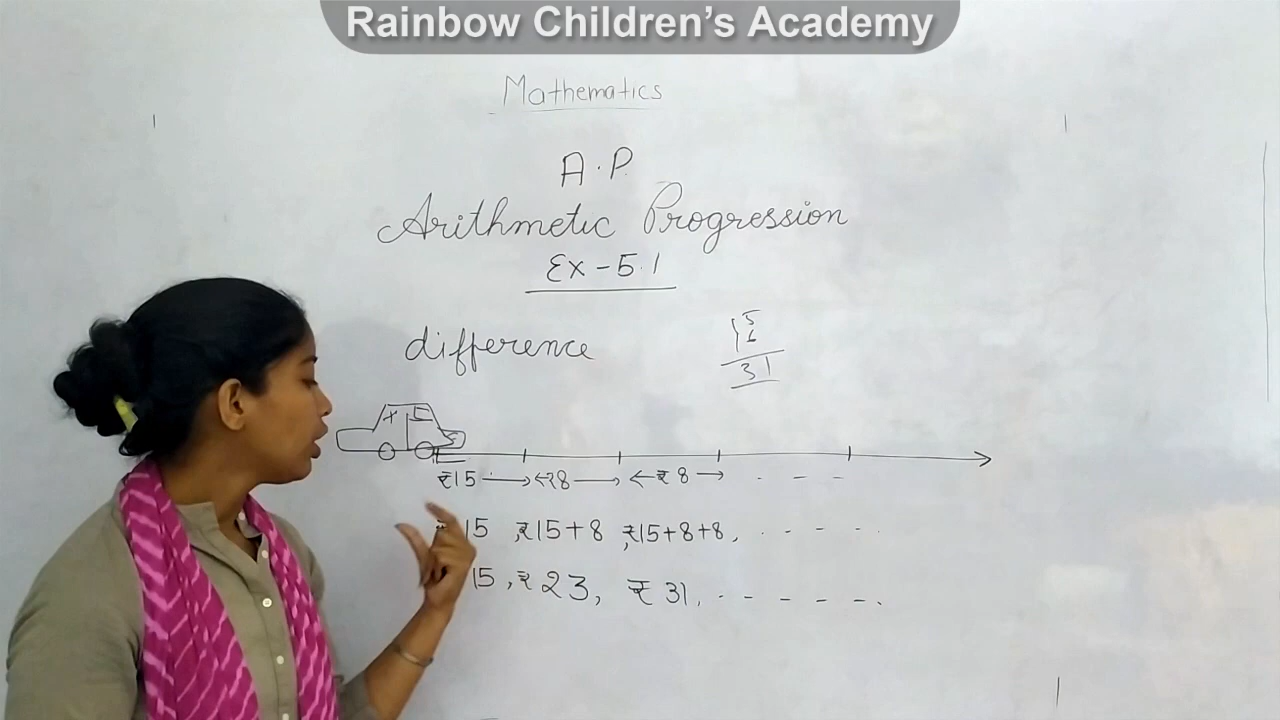 Rainbow Children's Academy
Mathematics
A.P.
Arithmetic Progression
Ex-5.1
difference
15
31
₹15 ⟶ ←₹8⟶ ←₹8→ . – –
15 ₹15+8 ₹15+8+8, . – – –
15, ₹23, ₹31, . – – – – .